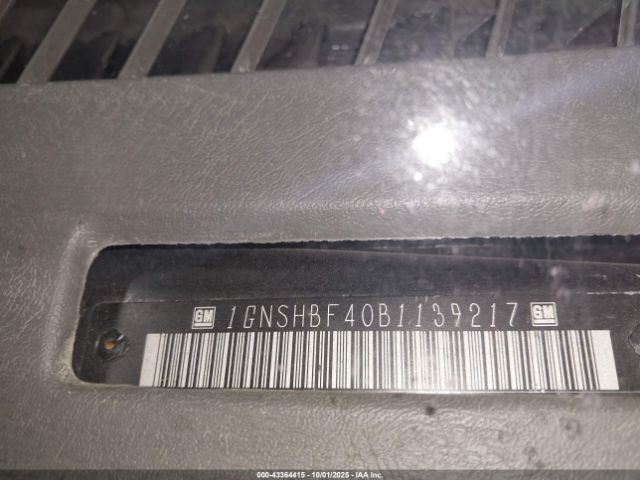 GM 1GNSHBF40B1139217 GM
000-43364415 - 10/01/2025 - IAA Inc.